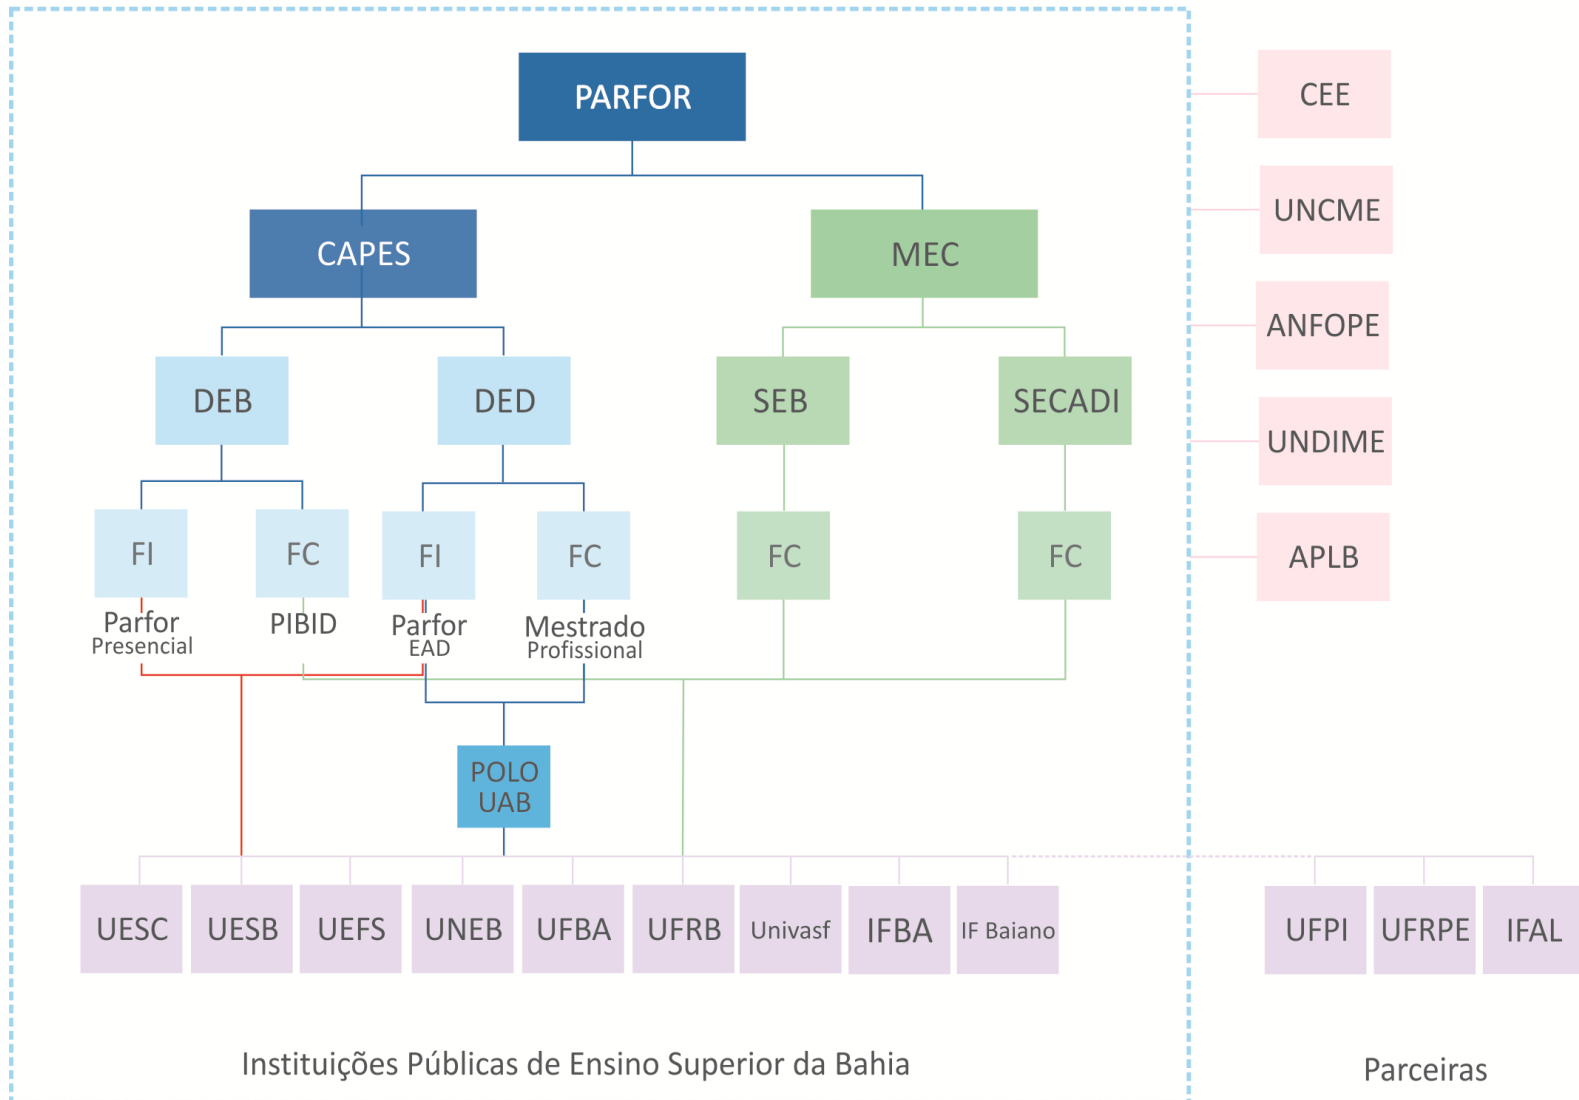 PARFOR
CAPES
MEC
DEB
DED
SEB
SECADI
FI
FC
FI
FC
FC
FC
Parfor
Presencial
PIBID
Parfor
EAD
Mestrado
Profissional
POLO
UAB
UESC
UESB
UEFS
UNEB
UFBA
UFRB
Univasf
IFBA
IF Baiano
Instituições Públicas de Ensino Superior da Bahia
CEE
UNCME
ANFOPE
UNDIME
APLB
UFPI
UFRPE
IFAL
Parceiras